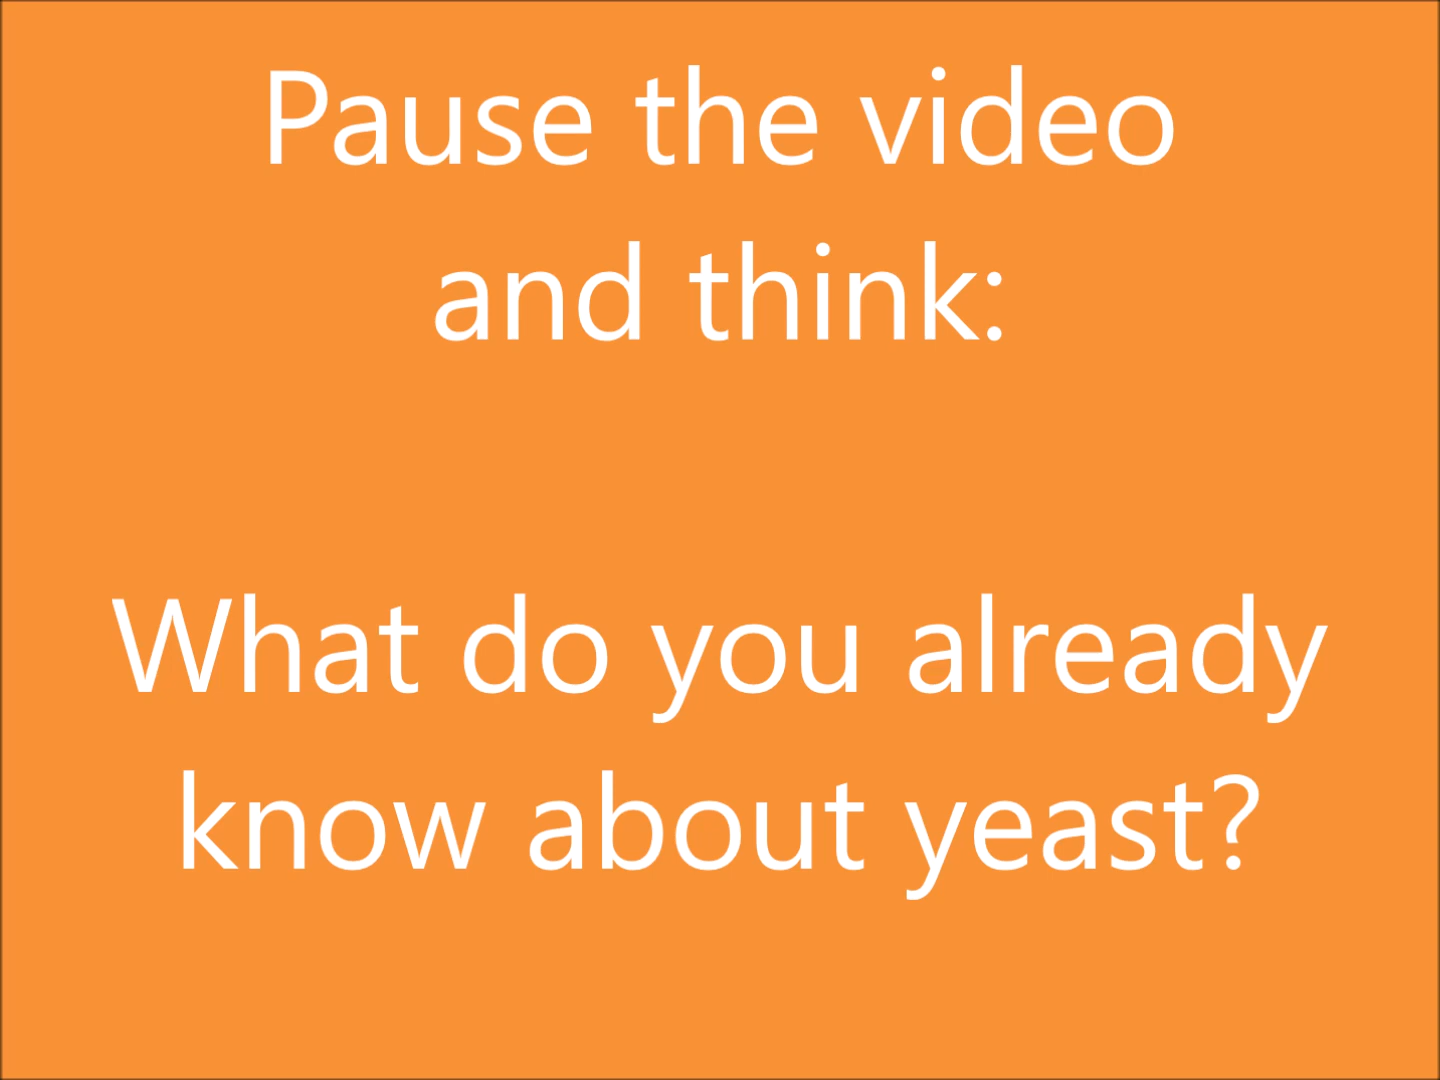 Pause the video
and think:
What do you already
know about yeast?